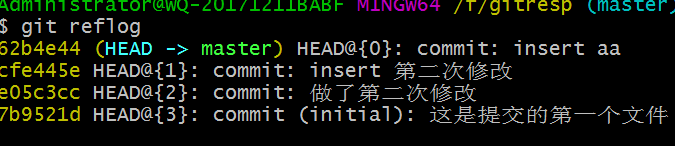 Administrator@WQ-20171211BABF MINGW64 /f/gitresp (master)
$ git reflog
62b4e44 (HEAD -> master) HEAD@{0}: commit: insert aa
cfe445e HEAD@{1}: commit: insert 第二次修改
e05c3cc HEAD@{2}: commit: 做了第二次修改
7b9521d HEAD@{3}: commit (initial): 这是提交的第一个文件